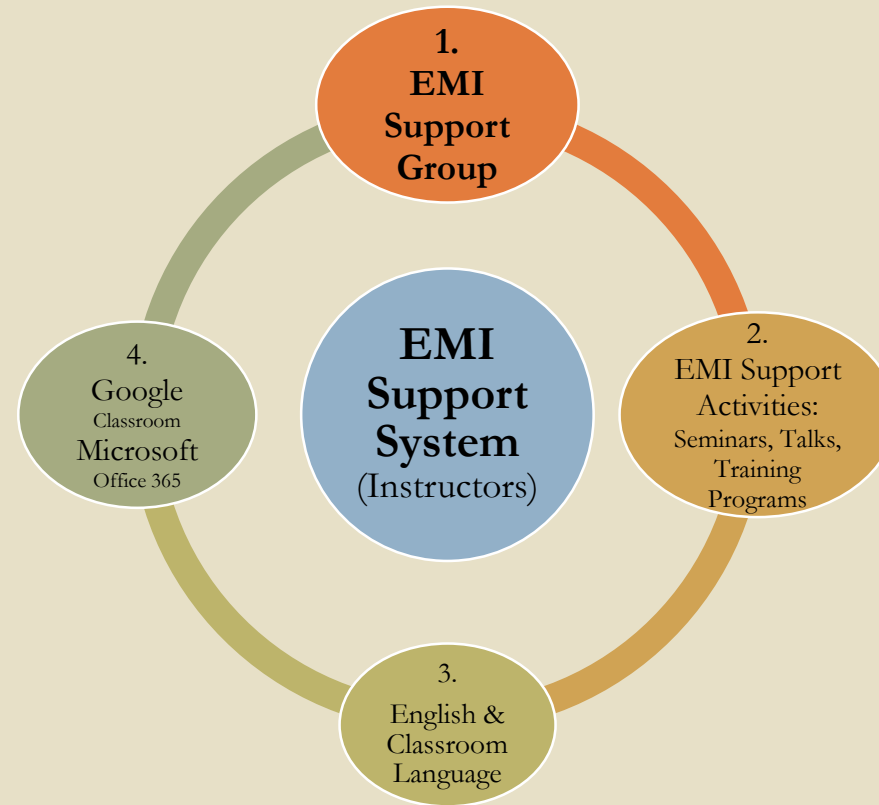 1.
EMI
Support
Group
2.
EMI Support
Activities:
Seminars, Talks,
Training
Programs
3.
English &
Classroom
Language
4.
Google
Classroom
Microsoft
Office 365
EMI
Support
System
(Instructors)